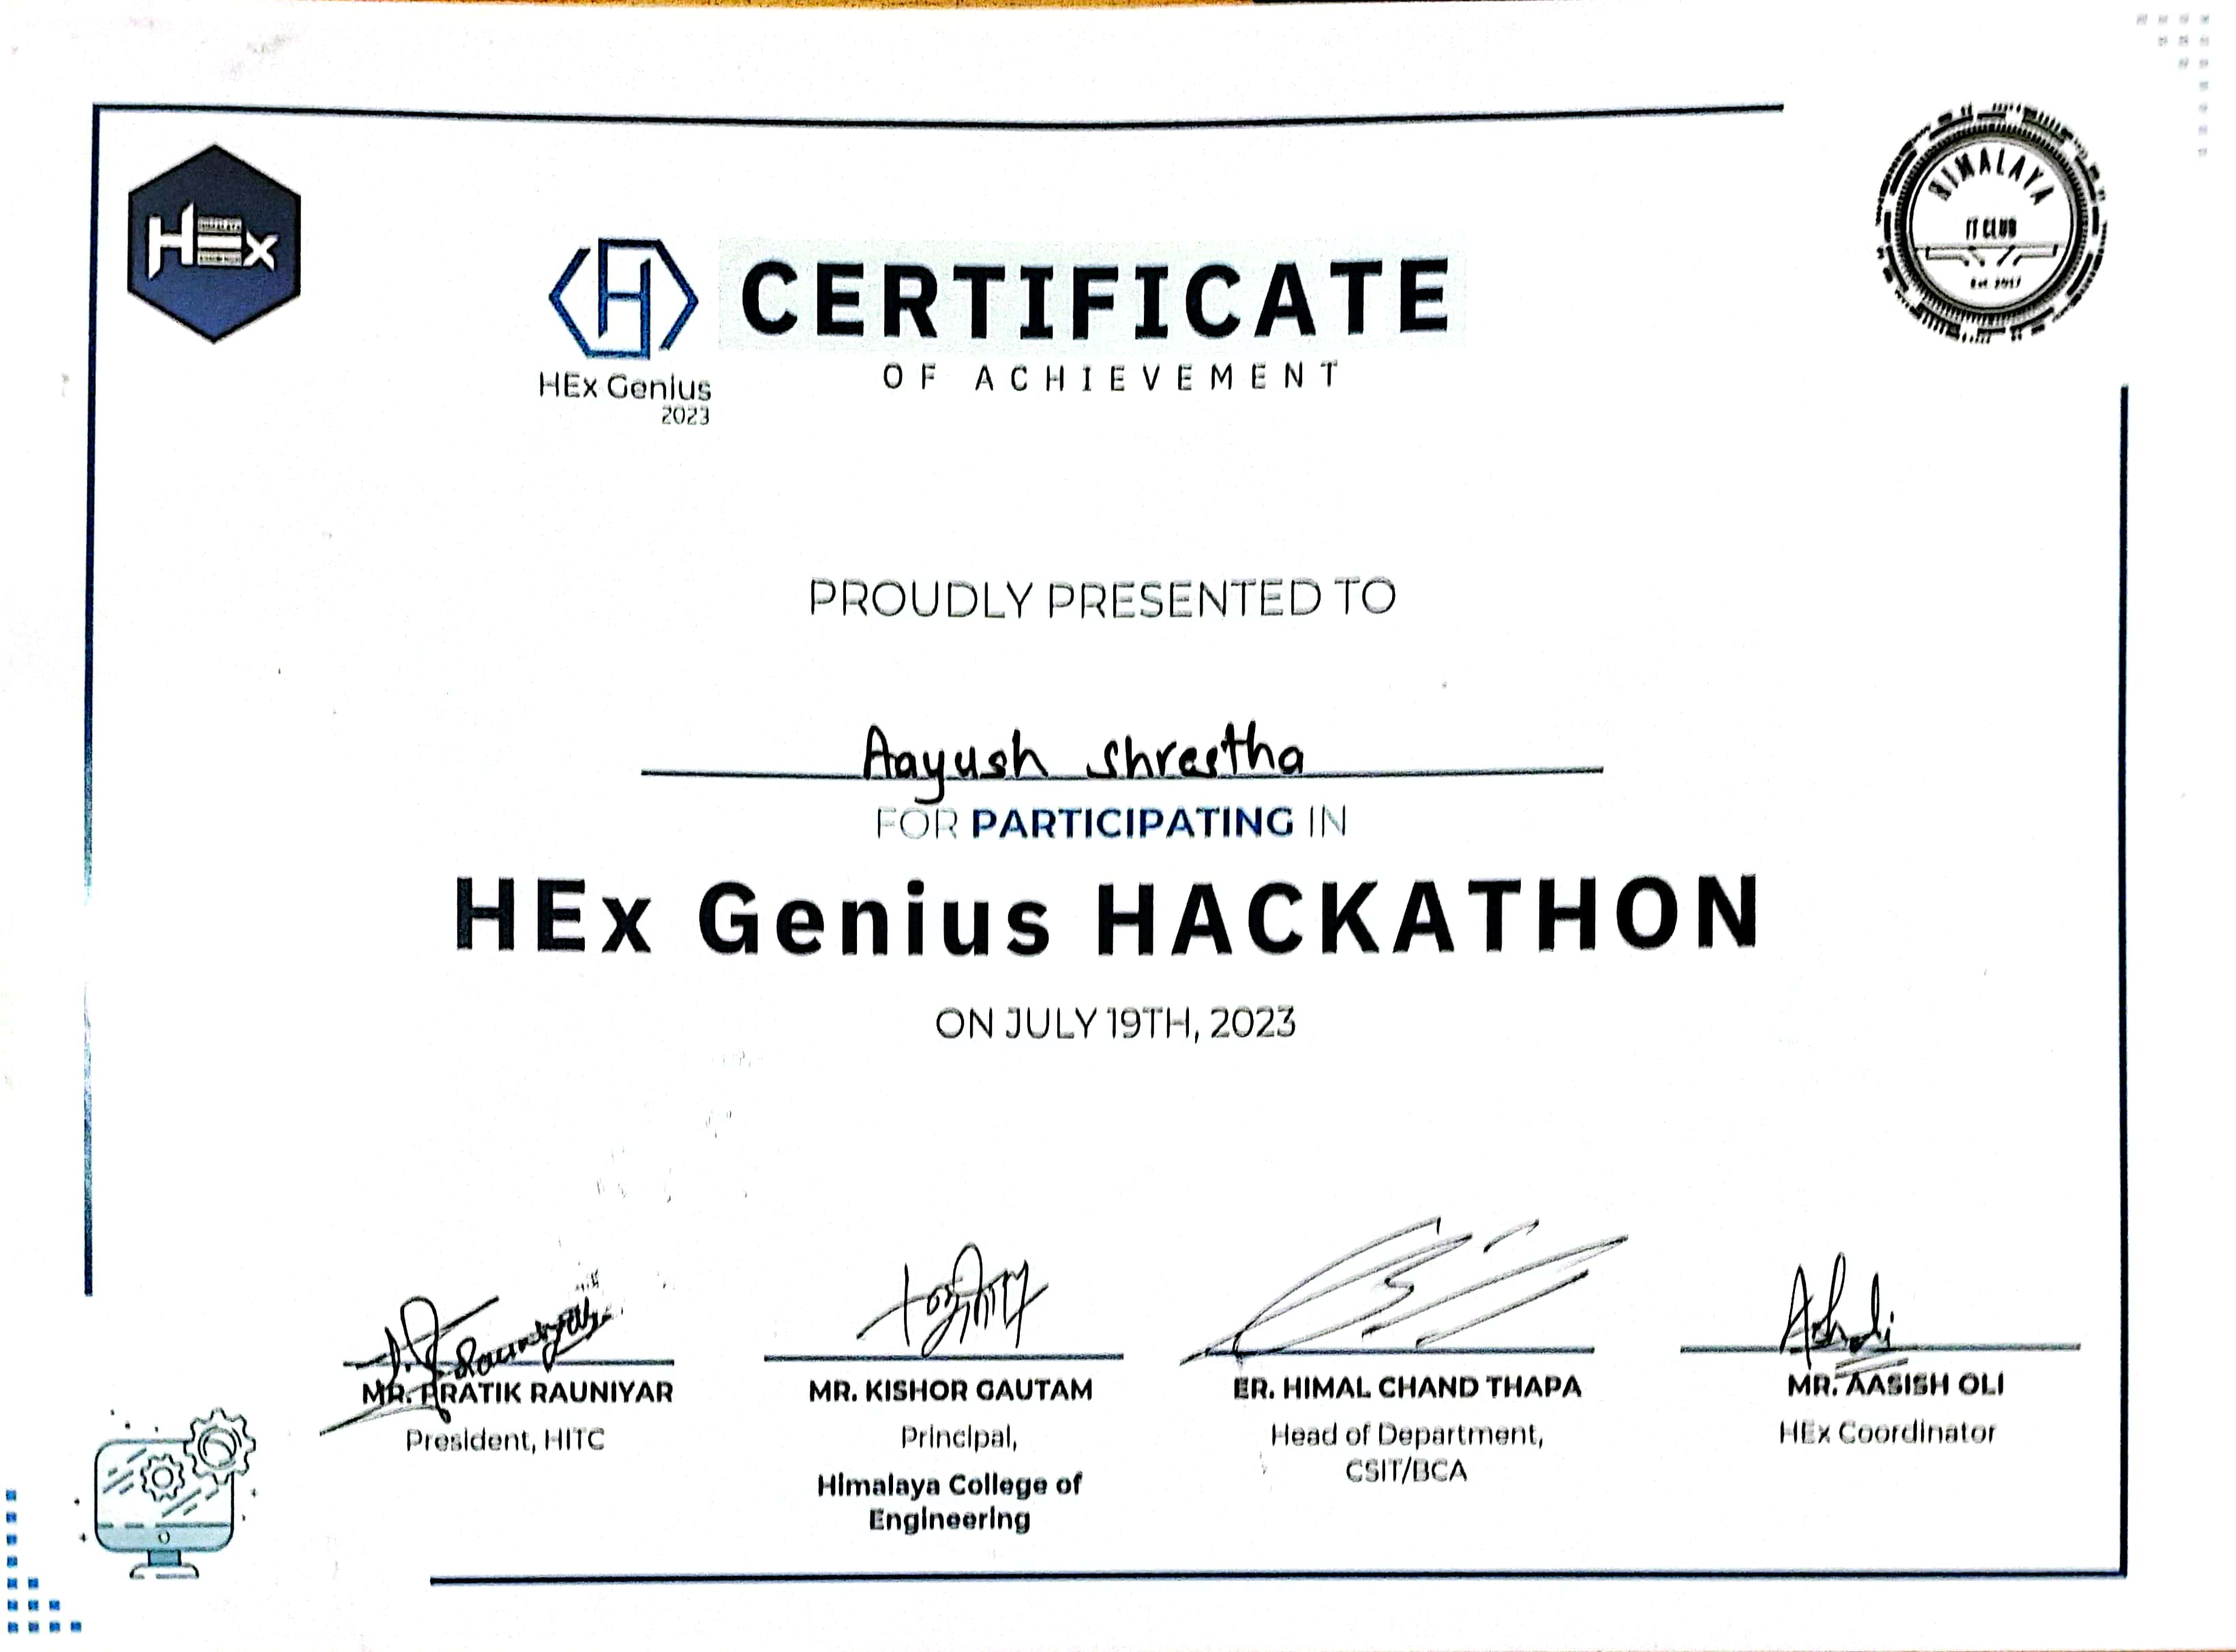 HEx
HIMALAYA
IT CLUB
Est. 2017
CERTIFICATE
OF ACHIEVEMENT
HEx Genius
2023
PROUDLY PRESENTED TO
Aayush Shrestha
FOR PARTICIPATING IN
HEx Genius HACKATHON
ON JULY 19TH, 2023
Rauniyar
MR. PRATIK RAUNIYAR
President, HITC
MR. KISHOR GAUTAM
Principal,
Himalaya College of
Engineering
ER. HIMAL CHAND THAPA
Head of Department,
CSIT/BCA
MR. AASISH OLI
HEx Coordinator